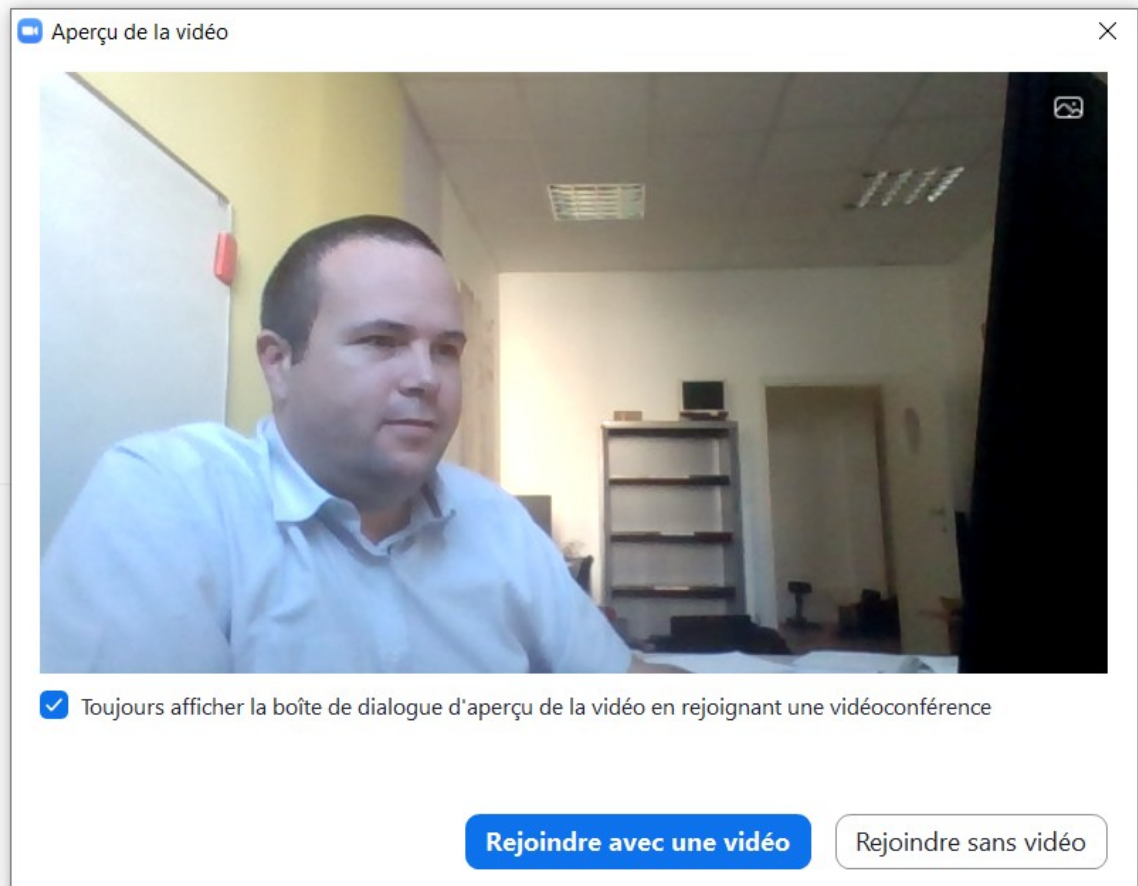 Aperçu de la vidéo
Toujours afficher la boîte de dialogue d'aperçu de la vidéo en rejoignant une vidéoconférence
Rejoindre avec une vidéo
Rejoindre sans vidéo